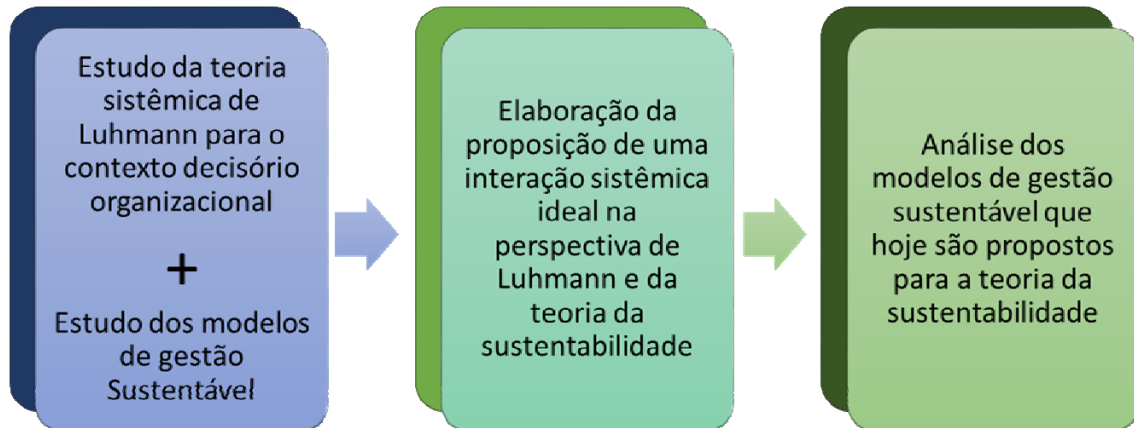 Estudo da teoria
sistêmica de
Luhmann para o
contexto decisório
organizacional
+
Estudo dos modelos
de gestão
Sustentável
Elaboração da
proposição de uma
interação sistêmica
ideal na
perspectiva de
Luhmann e da
teoria da
sustentabilidade
Análise dos
modelos de gestão
sustentável que
hoje são propostos
para a teoria da
sustentabilidade